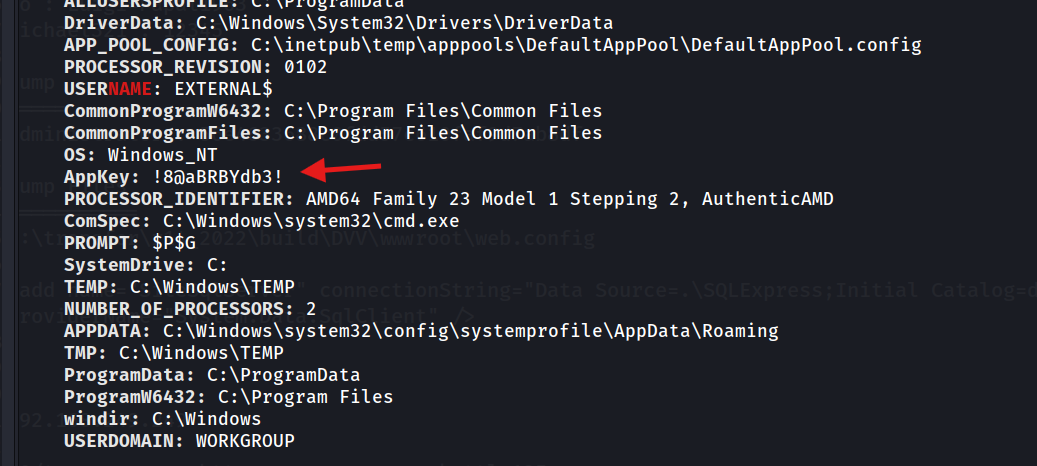 ALLUSERSPROFILE: C:\ProgramData
DriverData: C:\Windows\System32\Drivers\DriverData
APP_POOL_CONFIG: C:\inetpub\temp\apppools\DefaultAppPool\DefaultAppPool.config
PROCESSOR_REVISION: 0102
USERNAME: EXTERNAL$
CommonProgramW6432: C:\Program Files\Common Files
CommonProgramFiles: C:\Program Files\Common Files
OS: Windows_NT
AppKey: !8@aBRBYdb3!
PROCESSOR_IDENTIFIER: AMD64 Family 23 Model 1 Stepping 2, AuthenticAMD
ComSpec: C:\Windows\system32\cmd.exe
PROMPT: $P$G
SystemDrive: C:
TEMP: C:\Windows\TEMP
NUMBER_OF_PROCESSORS: 2
APPDATA: C:\Windows\system32\config\systemprofile\AppData\Roaming
TMP: C:\Windows\TEMP
ProgramData: C:\ProgramData
ProgramW6432: C:\Program Files
windir: C:\Windows
USERDOMAIN: WORKGROUP